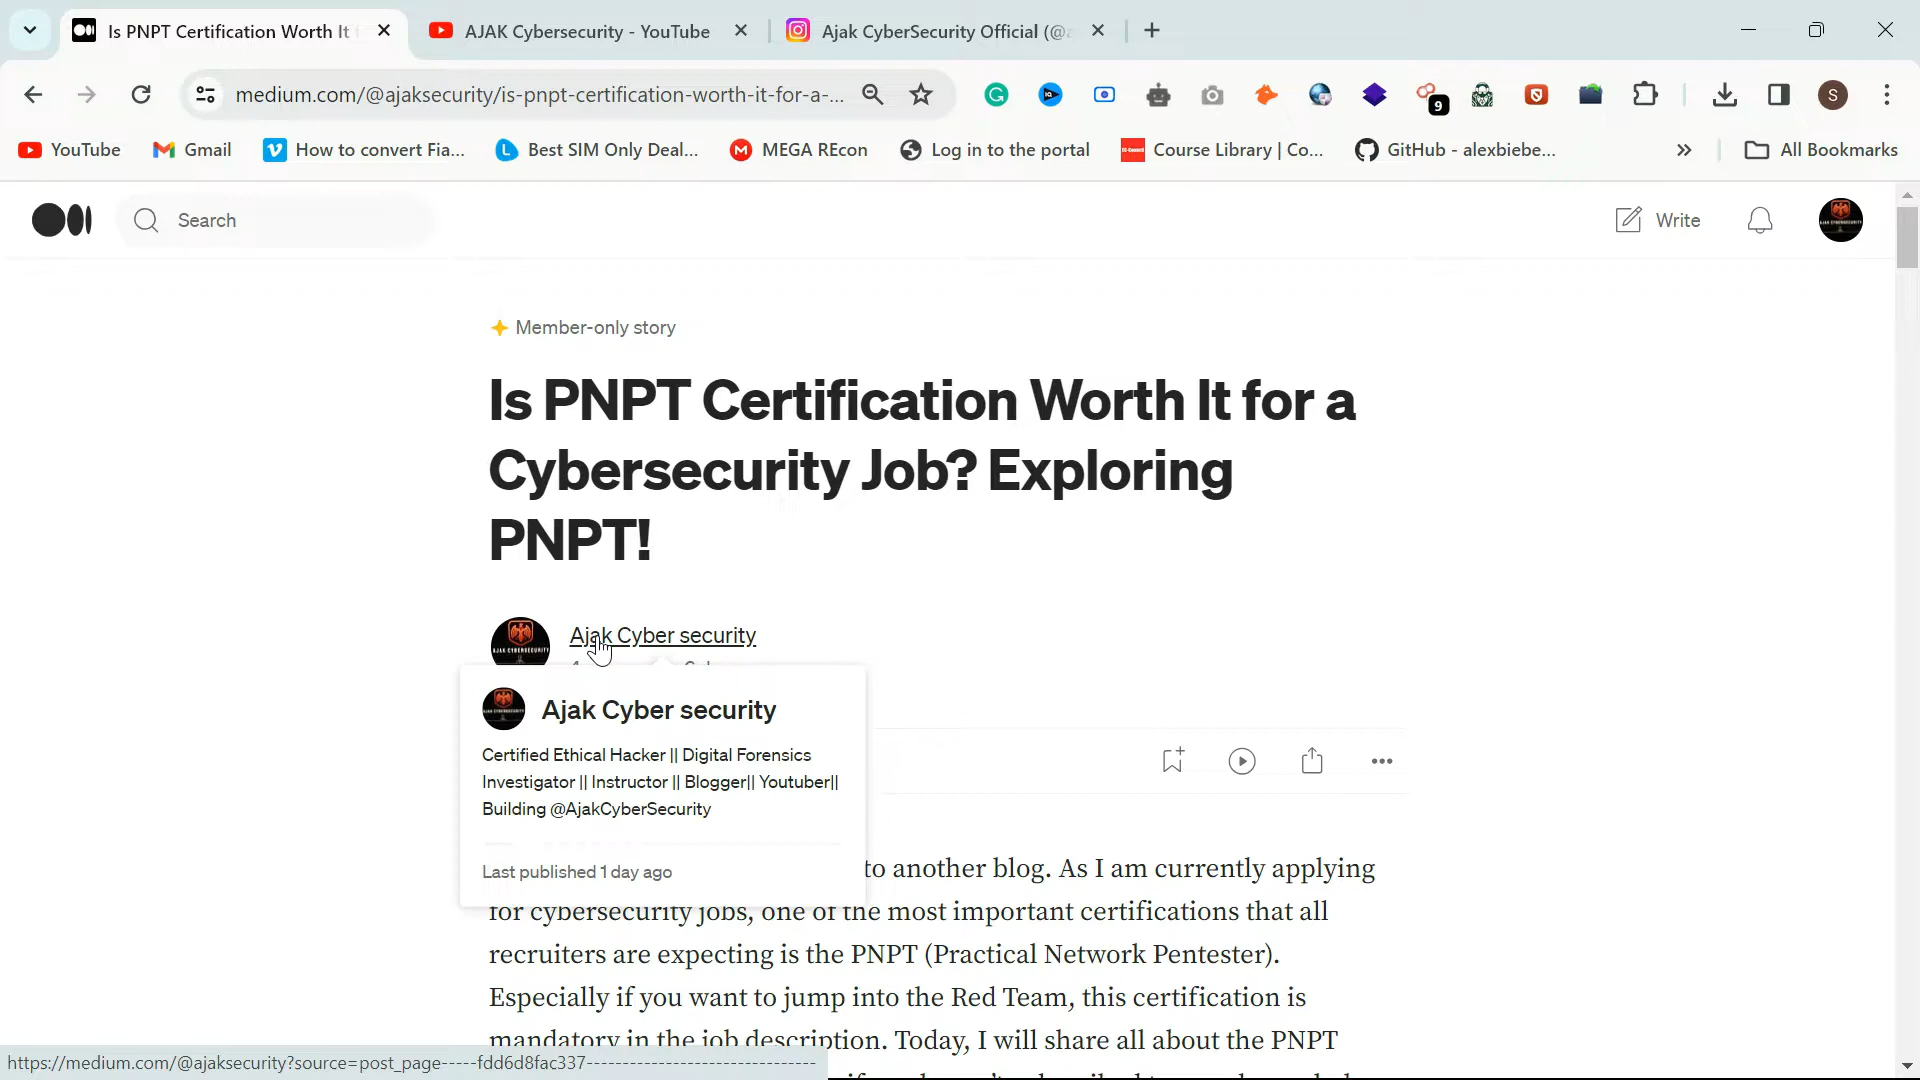 Is PNPT Certification Worth It f
AJAK Cybersecurity - YouTube
Ajak CyberSecurity Official (@a
medium.com/@ajaksecurity/is-pnpt-certification-worth-it-for-a-...
9
S
YouTube
Gmail
How to convert Fia...
Best SIM Only Deal...
MEGA REcon
Log in to the portal
Course Library | Co...
GitHub - alexbiebe...
All Bookmarks
Search
Write
Member-only story
Is PNPT Certification Worth It for a
Cybersecurity Job? Exploring
PNPT!
AJAK CYBERSECURITY
Ajak Cyber security
Ajak Cyber security
Certified Ethical Hacker || Digital Forensics
Investigator || Instructor || Blogger|| Youtuber||
Building @AjakCyberSecurity
Last published 1 day ago
to another blog. As I am currently applying
for cybersecurity jobs, one of the most important certifications that all
recruiters are expecting is the PNPT (Practical Network Pentester).
Especially if you want to jump into the Red Team, this certification is
mandatory in the job description. Today, I will share all about the PNPT
https://medium.com/@ajaksecurity?source=post_page-----fdd6d8fac337--------------------------------